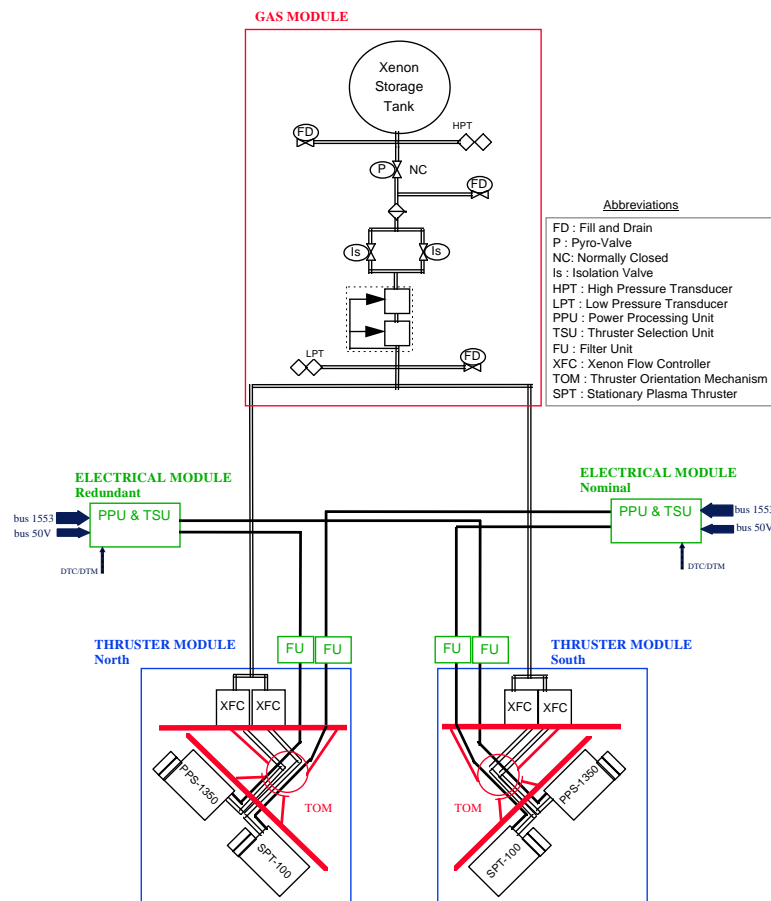 GAS MODULE
Xenon
Storage
Tank
FD
HPT
P
NC
FD
Is
Is
LPT
FD
Abbreviations
FD : Fill and Drain
P : Pyro-Valve
NC: Normally Closed
Is : Isolation Valve
HPT : High Pressure Transducer
LPT : Low Pressure Transducer
PPU : Power Processing Unit
TSU : Thruster Selection Unit
FU : Filter Unit
XFC : Xenon Flow Controller
TOM : Thruster Orientation Mechanism
SPT : Stationary Plasma Thruster
ELECTRICAL MODULE
Redundant
bus 1553
bus 50V
PPU & TSU
DTC/DTM
ELECTRICAL MODULE
Nominal
PPU & TSU
bus 1553
bus 50V
DTC/DTM
THRUSTER MODULE
North
FU
FU
XFC
XFC
PPS-1350
TOM
SPT-100
FU
FU
THRUSTER MODULE
South
XFC
XFC
PPS-1350
TOM
SPT-100